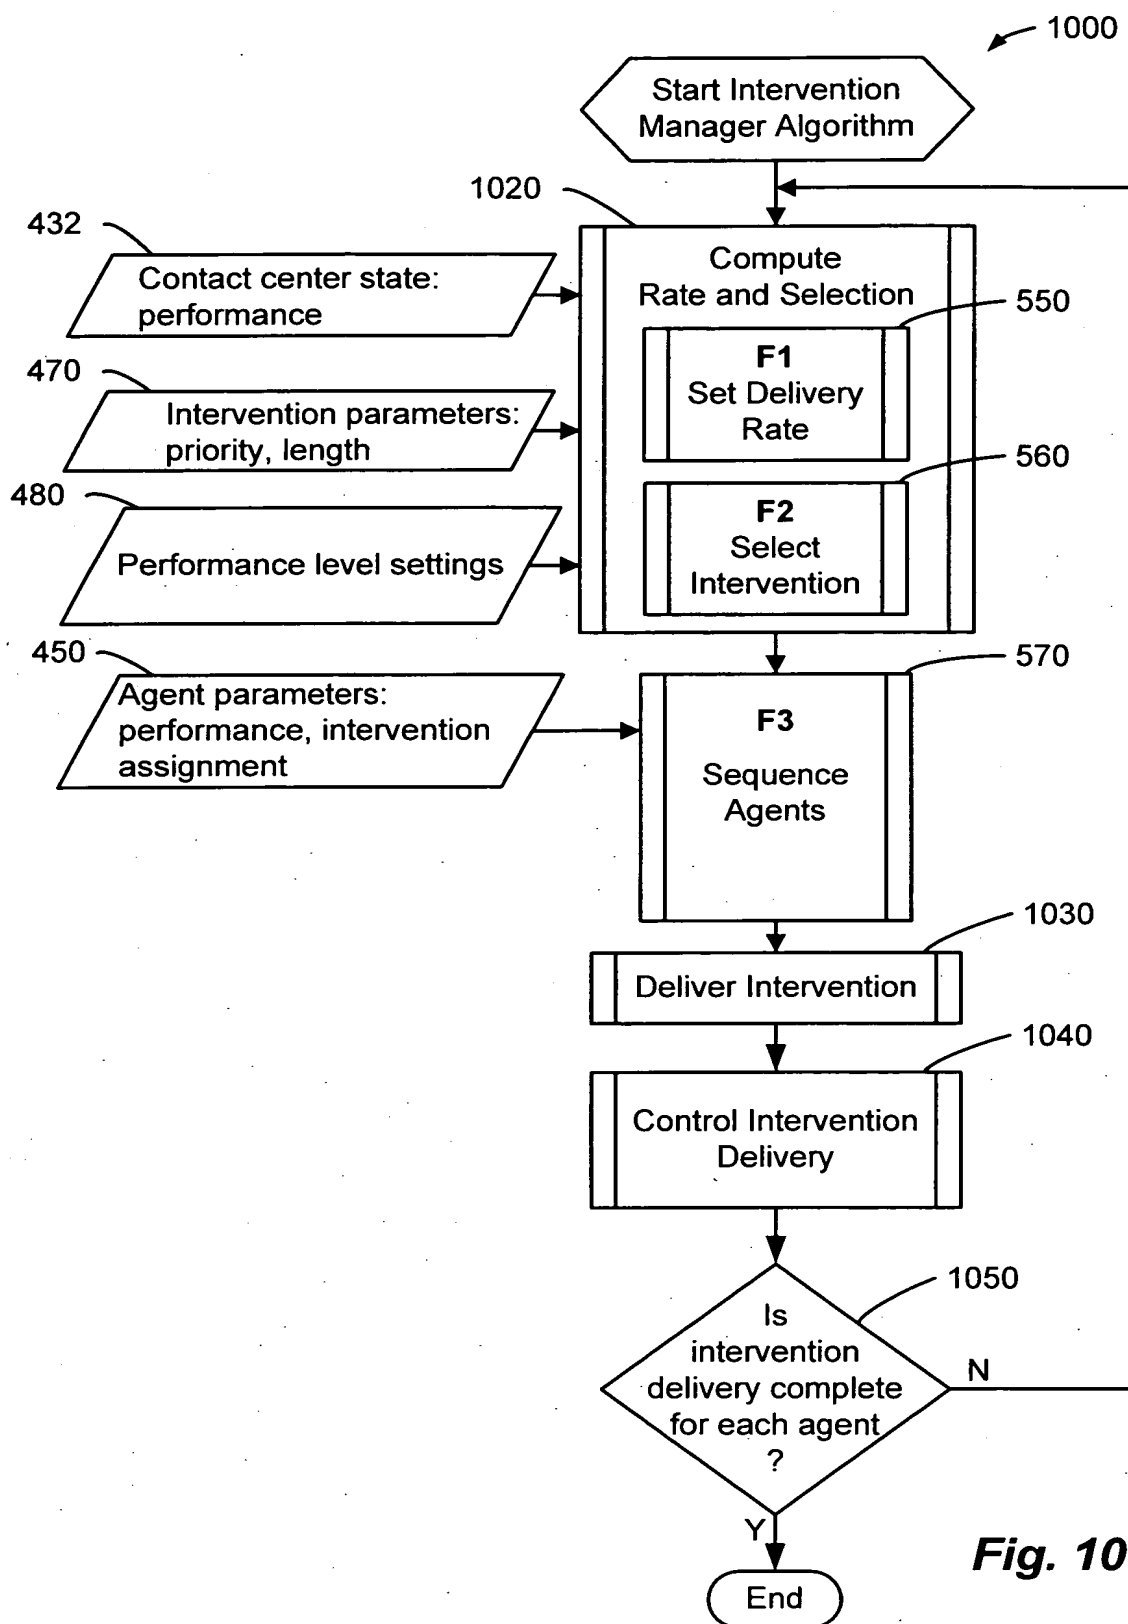 1000
Start Intervention
Manager Algorithm
1020
432
Contact center state:
performance
Compute
Rate and Selection
550
F1
Set Delivery
Rate
470
Intervention parameters:
priority, length
560
F2
Select
Intervention
480
Performance level settings
450
Agent parameters:
performance, intervention
assignment
570
F3
Sequence
Agents
1030
Deliver Intervention
1040
Control Intervention
Delivery
1050
Is
intervention
delivery complete
for each agent
?
N
Y
End
Fig. 10